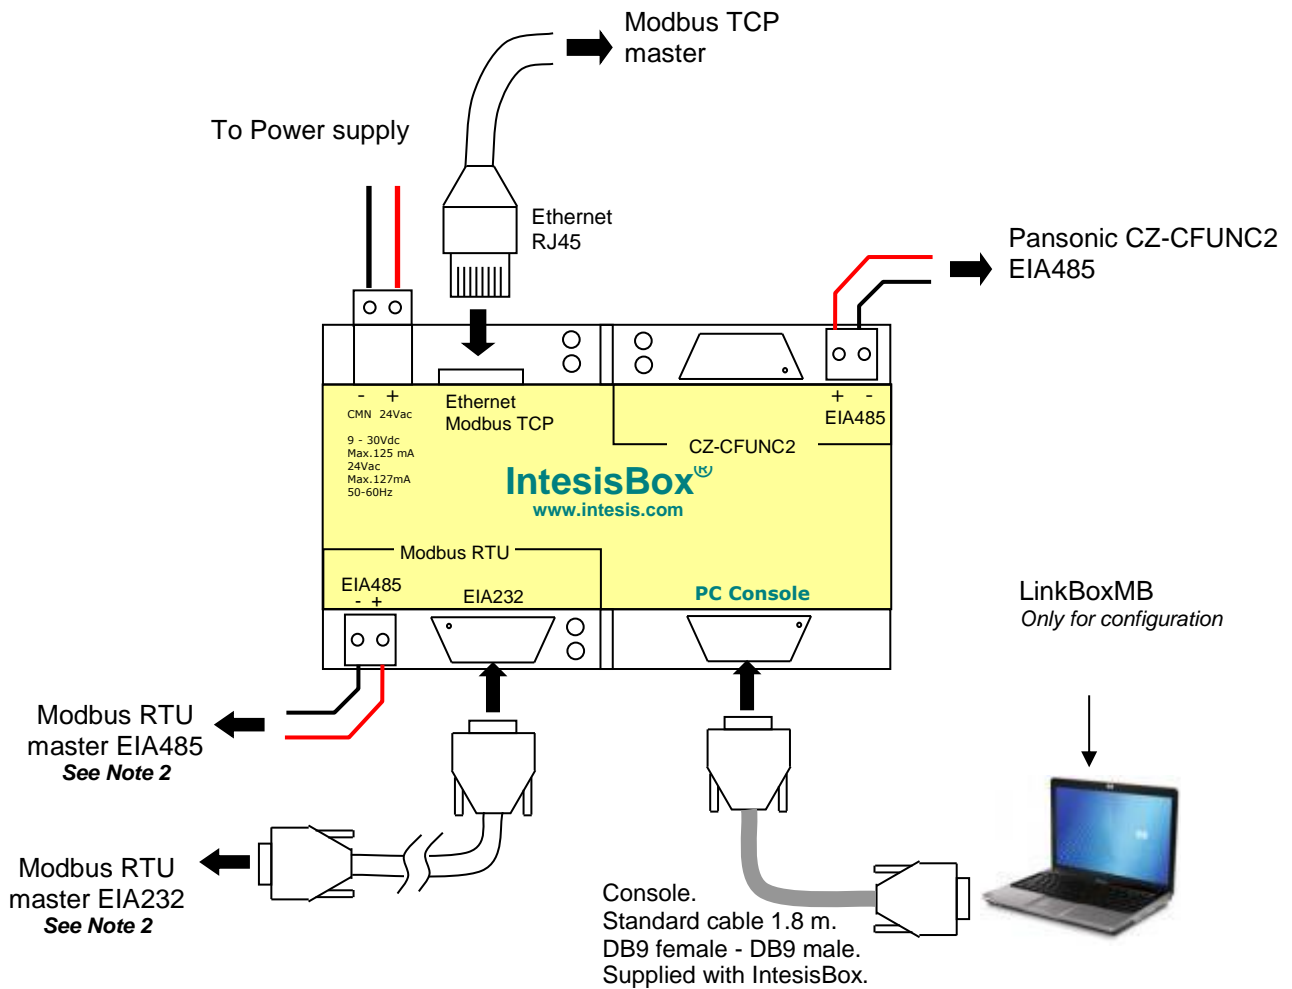 Modbus TCP
master
To Power supply
Ethernet
RJ45
Pansonic CZ-CFUNC2
EIA485
- +
CMN 24Vac
9 - 30Vdc
Max.125 mA
24Vac
Max.127mA
50-60Hz
Ethernet
Modbus TCP
+ -
EIA485
CZ-CFUNC2
IntesisBox®
www.intesis.com
Modbus RTU
EIA485
- +
EIA232
PC Console
LinkBoxMB
Only for configuration
Modbus RTU
master EIA485
See Note 2
Modbus RTU
master EIA232
See Note 2
Console.
Standard cable 1.8 m.
DB9 female - DB9 male.
Supplied with IntesisBox.